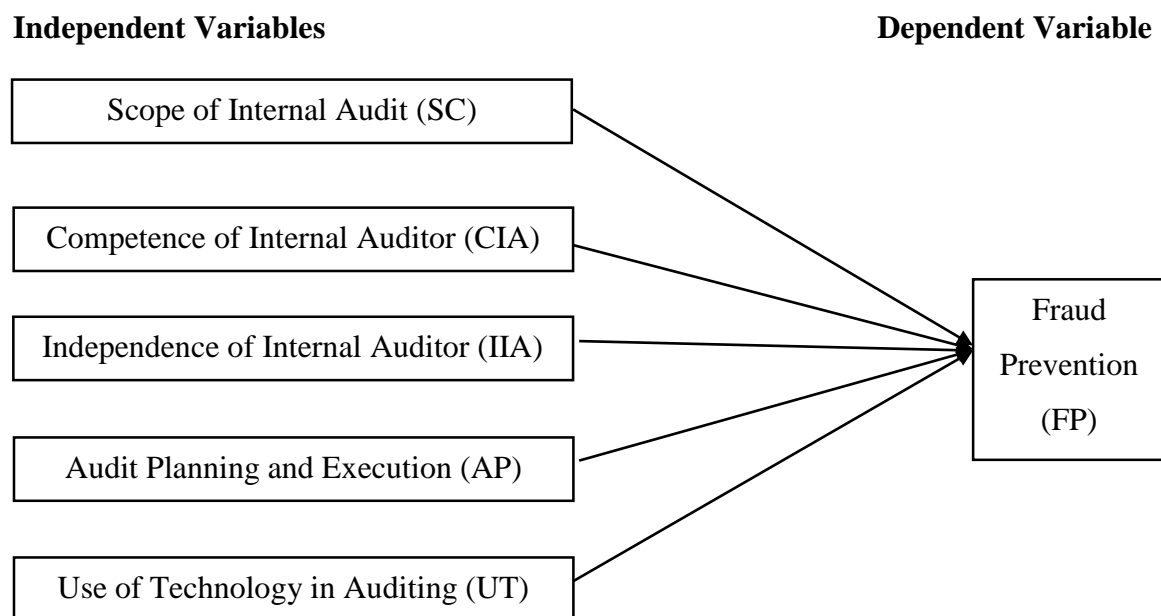 Independent Variables
Dependent Variable
Scope of Internal Audit (SC)
Competence of Internal Auditor (CIA)
Independence of Internal Auditor (IIA)
Audit Planning and Execution (AP)
Use of Technology in Auditing (UT)
Fraud
Prevention
(FP)